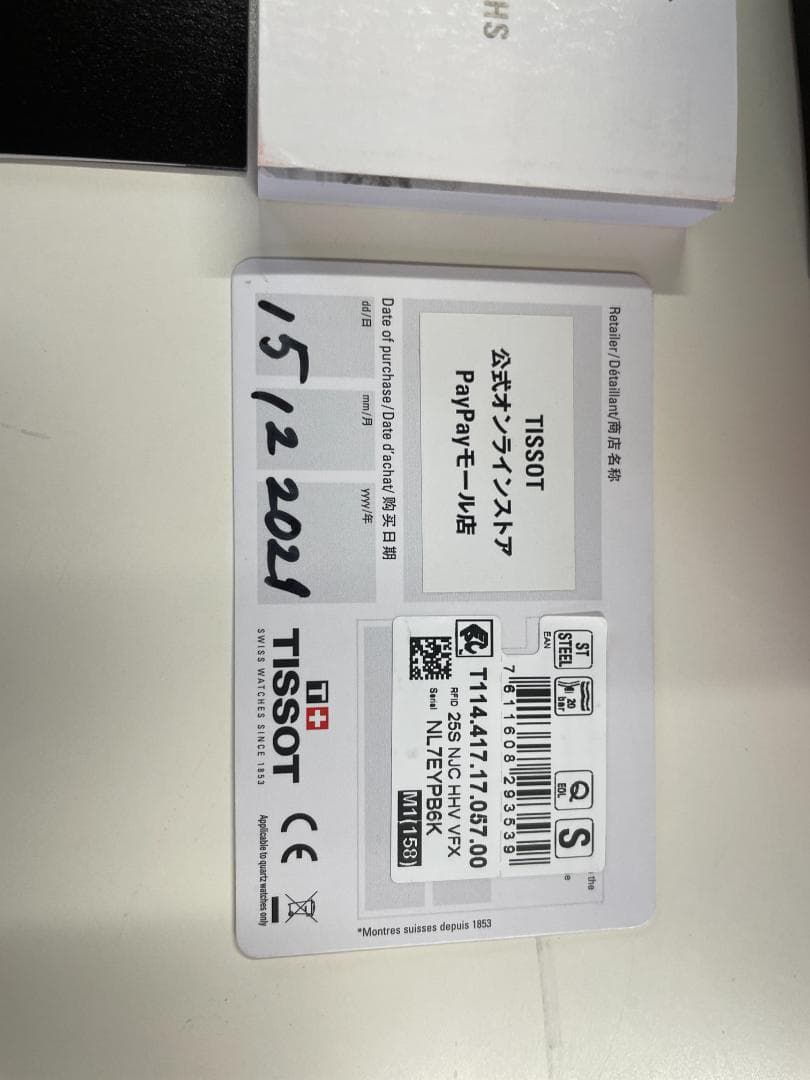 HS
Retailer/Détaillant/商店名称
TISSOT
公式オンラインストア
PayPayモール店
Date of purchase/Date d'achat/购买日期
dd/日
mm/月
yyyy/年
15 12 2021
ST
STEEL
20
bar
Q
EOL
S
EAN
7 611608 293539
T114.417.17.057.00
RFID 25S NJC HHV VFX
Serial NL7EYPB6K
M1(158)
n the
e
*Montres suisses depuis 1853
T+
TISSOT
SWISS WATCHES SINCE 1853
CE
Applicable to quartz watches only